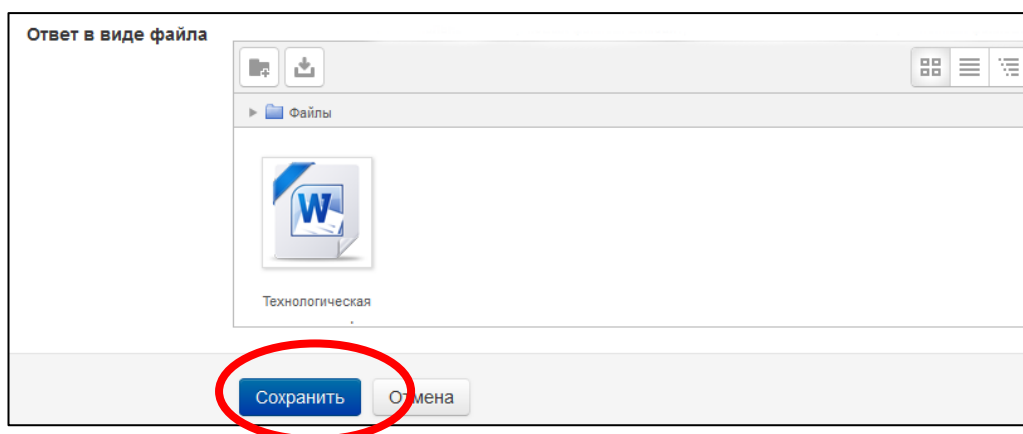 Ответ в виде файла
Файлы
W
Технологическая
Сохранить Отмена